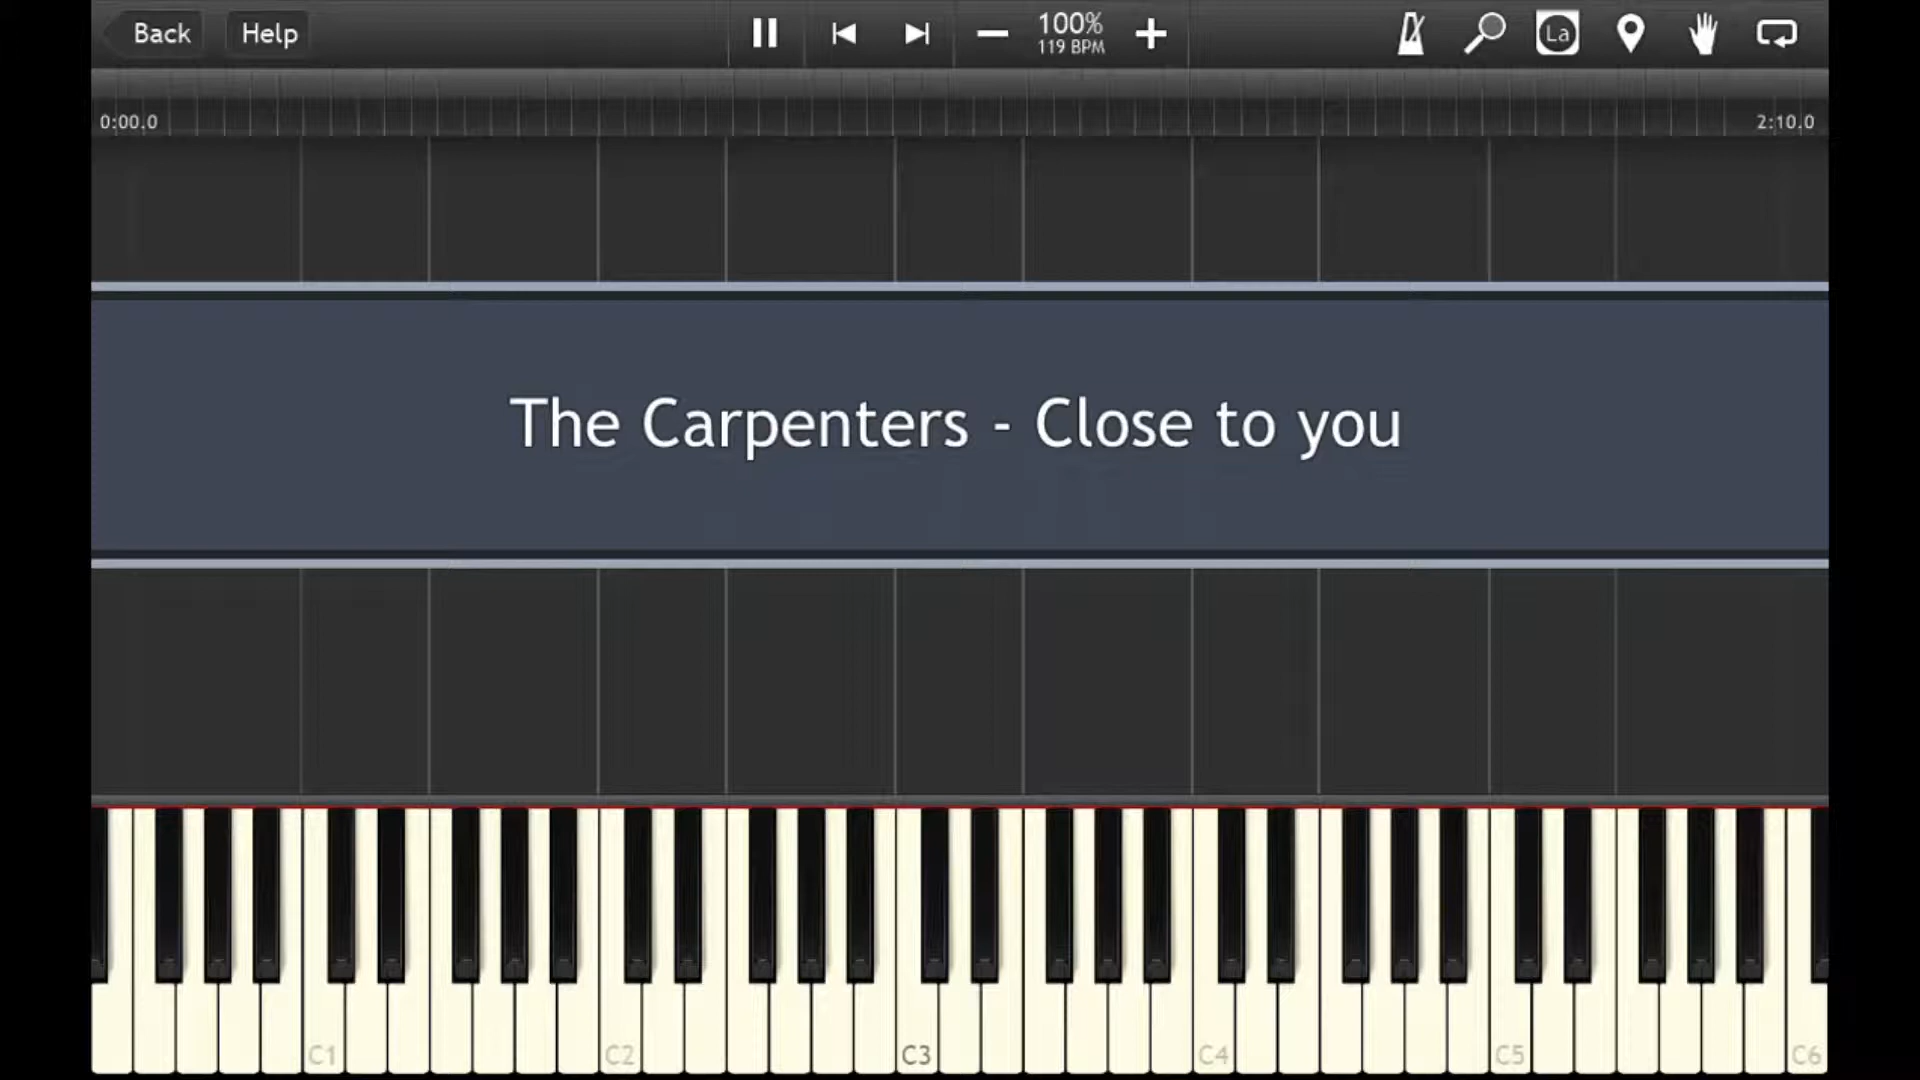 Back
Help
100%
119 BPM
La
0:00.0
2:10.0
The Carpenters - Close to you
C1
C2
C3
C4
C5
C6